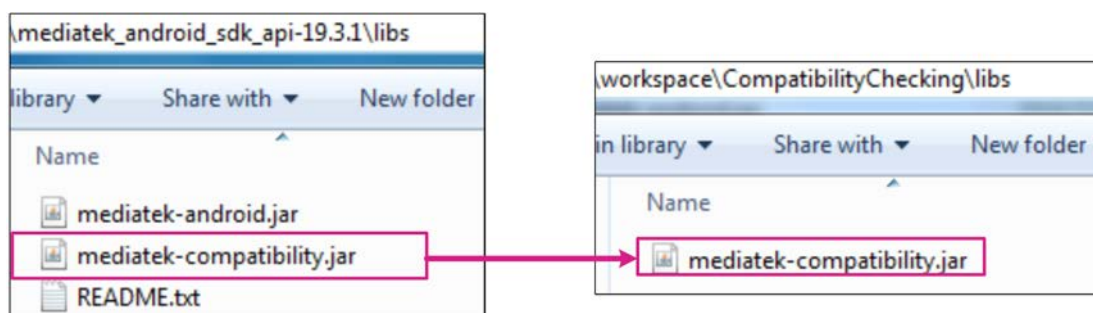 \mediatek_android_sdk_api-19.3.1\libs
library Share with New folder
Name
mediatek-android.jar
mediatek-compatibility.jar
README.txt
\workspace\CompatibilityChecking\libs
in library Share with New folder
Name
mediatek-compatibility.jar